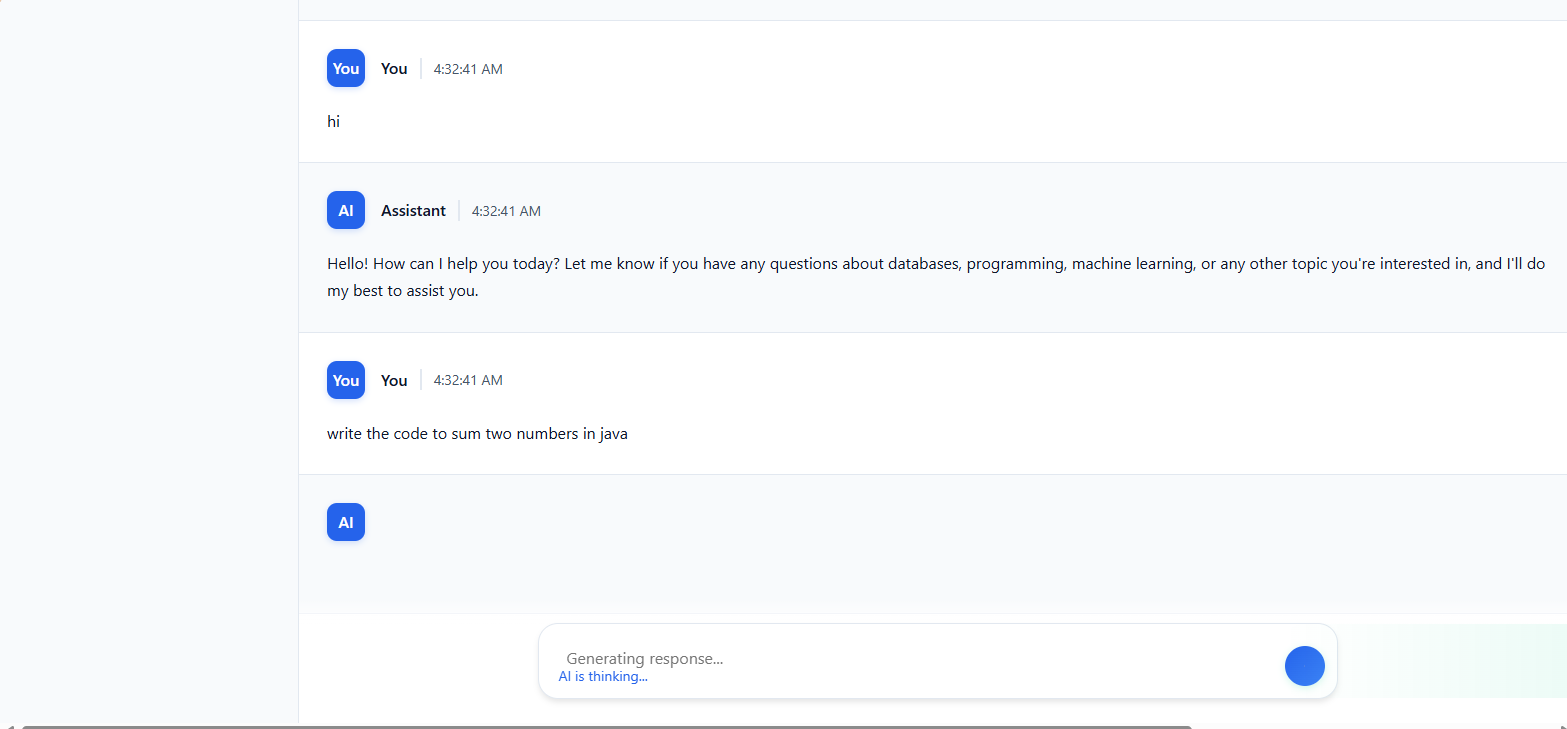 You You 4:32:41 AM
hi
AI Assistant 4:32:41 AM
Hello! How can I help you today? Let me know if you have any questions about databases, programming, machine learning, or any other topic you're interested in, and I'll do
my best to assist you.
You You 4:32:41 AM
write the code to sum two numbers in java
AI
Generating response...
AI is thinking...